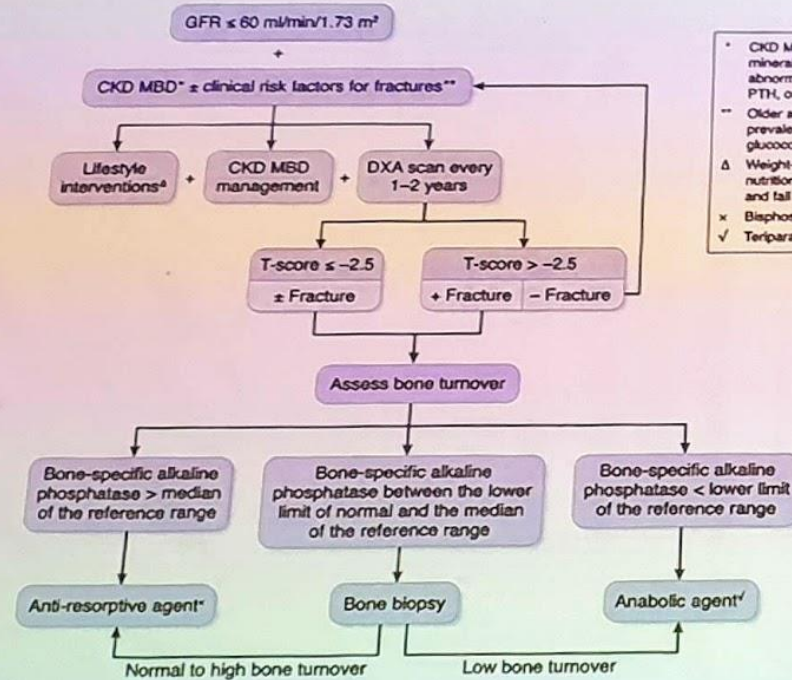 GFR ≤ 60 ml/min/1.73 m²
+
CKD MBD* ± clinical risk factors for fractures**
Lifestyle
interventionsᐞ
+
CKD MBD
management
+
DXA scan every
1–2 years
T-score ≤ –2.5
± Fracture
T-score > –2.5
+ Fracture
– Fracture
Assess bone turnover
Bone-specific alkaline
phosphatase > median
of the reference range
Bone-specific alkaline
phosphatase between the lower
limit of normal and the median
of the reference range
Bone-specific alkaline
phosphatase < lower limit
of the reference range
Anti-resorptive agentˣ
Bone biopsy
Anabolic agent√
Normal to high bone turnover
Low bone turnover
* CKD M
minera
abnorm
PTH, o
** Older a
prevale
glucoco
Δ Weight-
nutrition
and fall
× Bisphos
√ Teripara